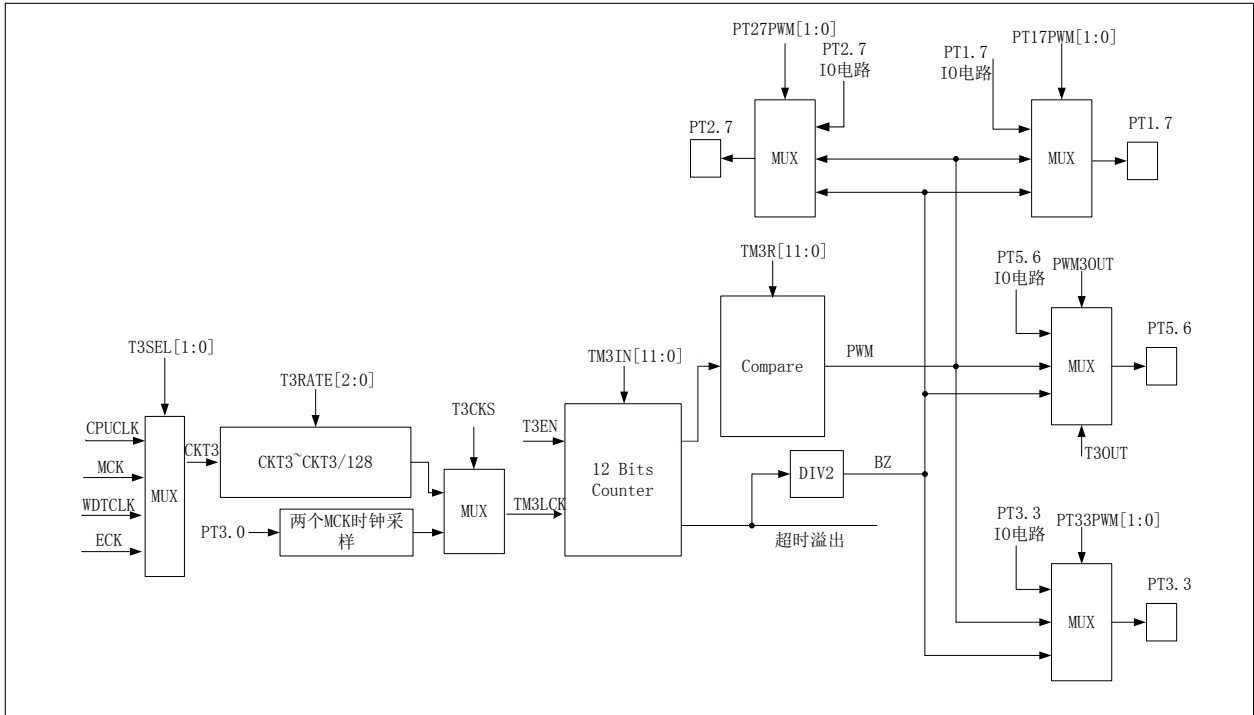 PT27PWM[1:0]
PT2.7
IO电路
PT1.7
IO电路
PT17PWM[1:0]
PT2.7
MUX
MUX
PT1.7
TM3R[11:0]
PT5.6
IO电路
PWM3OUT
T3SEL[1:0]
TM3IN[11:0]
Compare
PWM
MUX
PT5.6
T3RATE[2:0]
CPUCLK
T3CKS
T3EN
CKT3
CKT3~CKT3/128
MCK
12 Bits
Counter
DIV2
BZ
T3OUT
MUX
WDTCLK
MUX
TM3LCK
PT3.0
两个MCK时钟采
样
ECK
超时溢出
PT3.3
IO电路
PT33PWM[1:0]
PT3.3
MUX